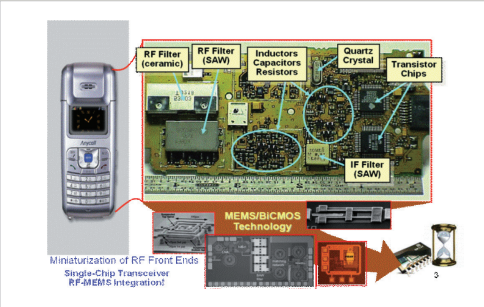 RF Filter
(ceramic)
RF Filter
(SAW)
Inductors
Capacitors
Resistors
Quartz
Crystal
Transistor
Chips
IF Filter
(SAW)
Anycall
MEMS/BiCMOS
Technology
Miniaturization of RF Front Ends
Single-Chip Transceiver
RF-MEMS Integration!
3